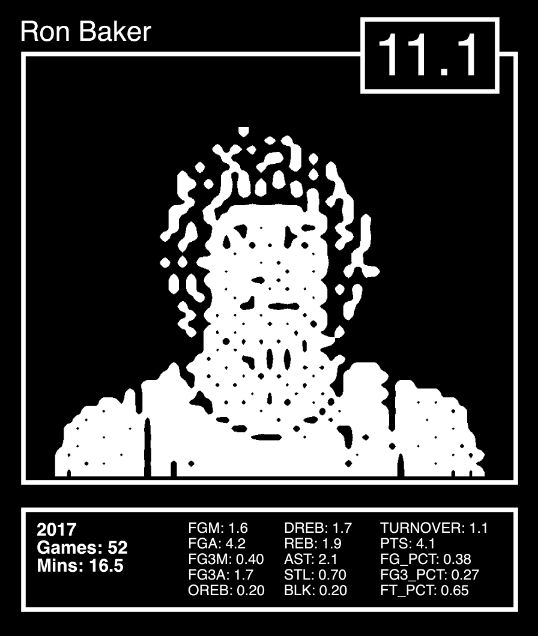 Ron Baker
11.1
2017
Games: 52
Mins: 16.5
FGM: 1.6
FGA: 4.2
FG3M: 0.40
FG3A: 1.7
OREB: 0.20
DREB: 1.7
REB: 1.9
AST: 2.1
STL: 0.70
BLK: 0.20
TURNOVER: 1.1
PTS: 4.1
FG_PCT: 0.38
FG3_PCT: 0.27
FT_PCT: 0.65